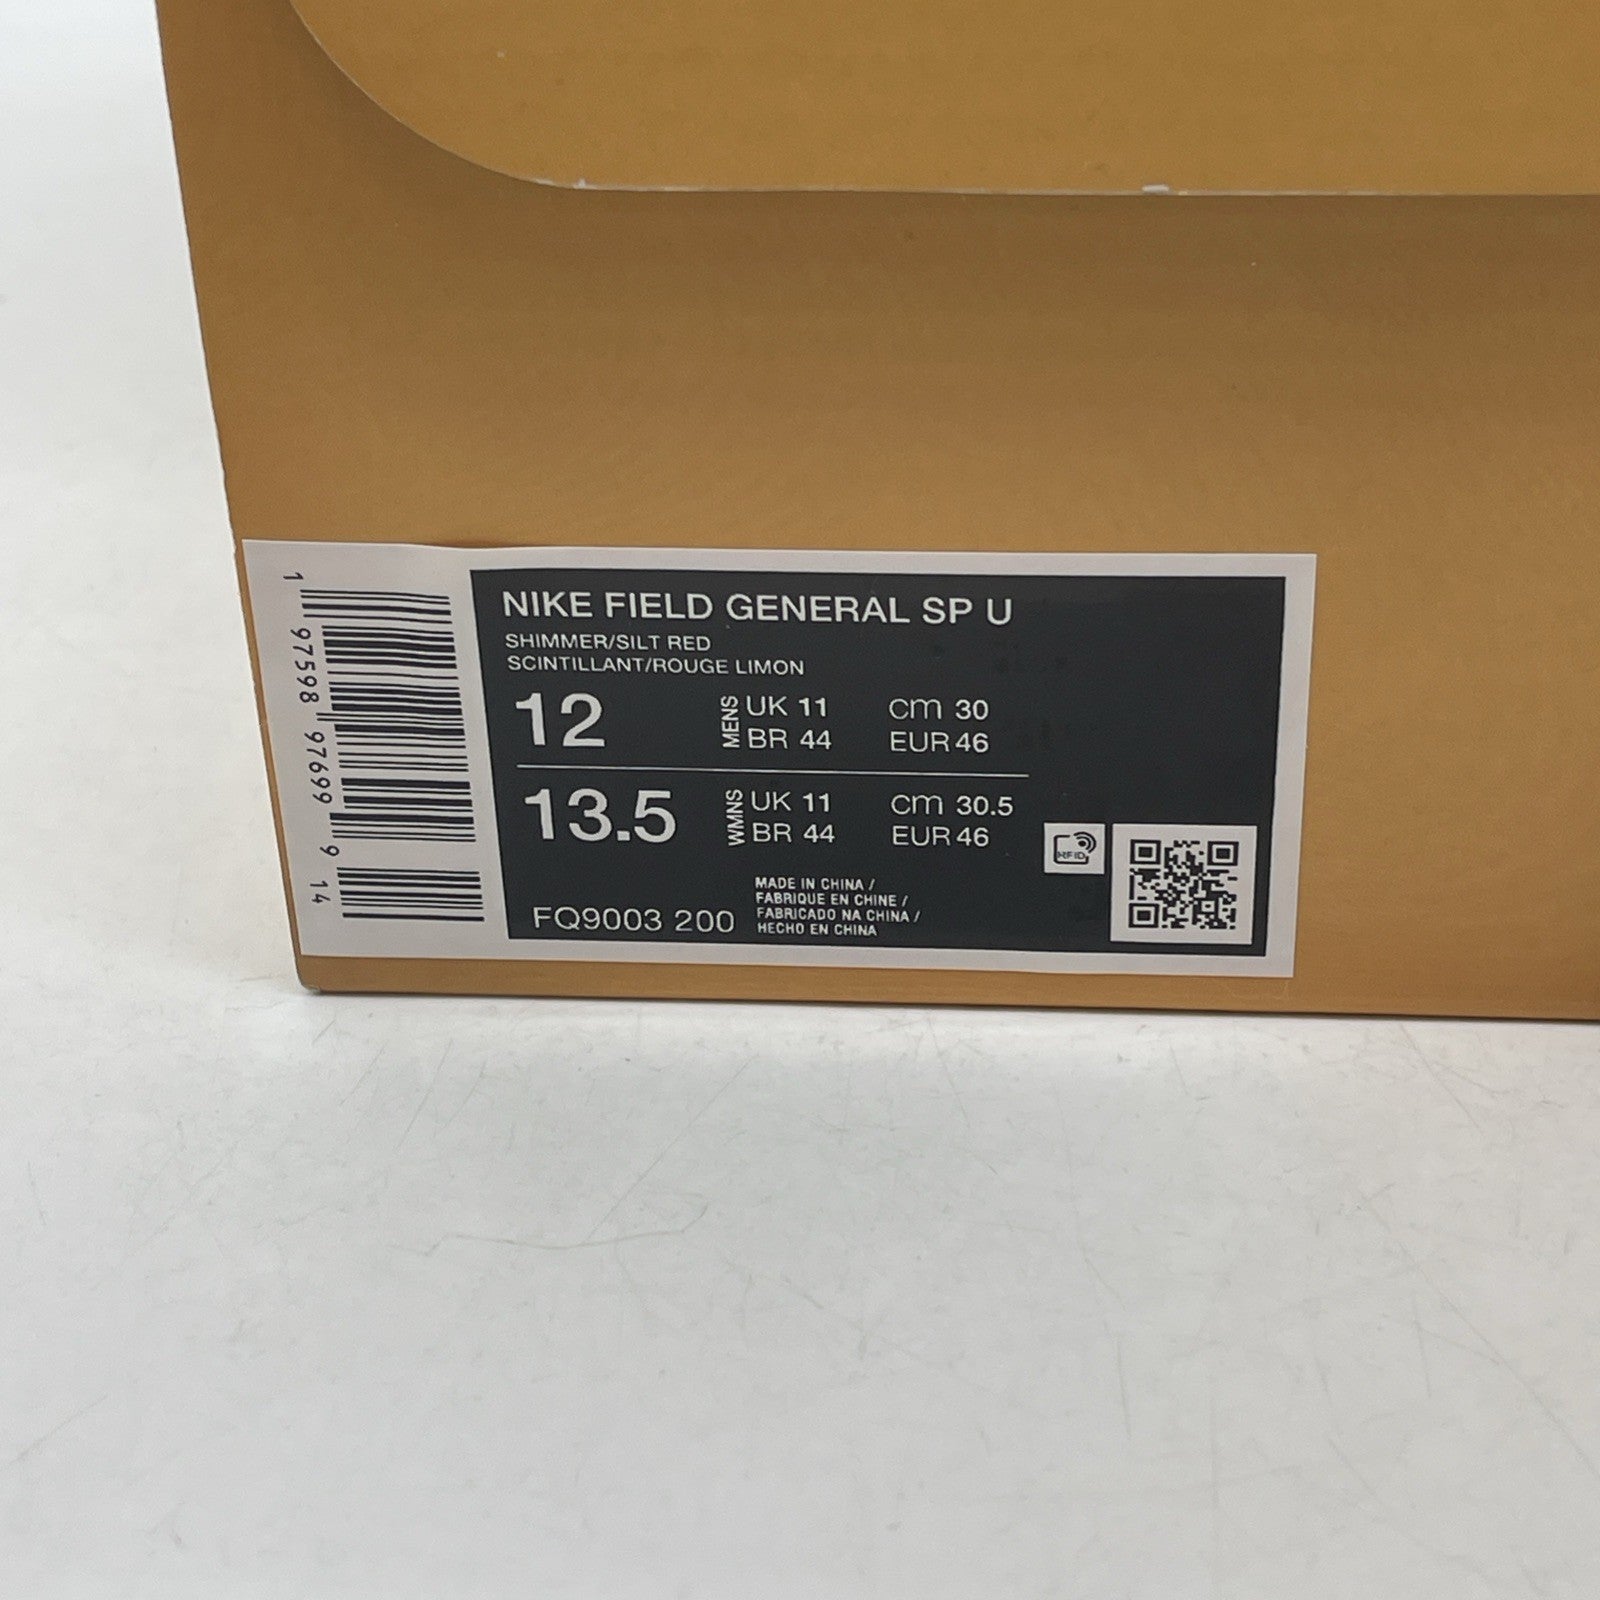 NIKE FIELD GENERAL SP U
SHIMMER/SILT RED
SCINTILLANT/ROUGE LIMON
12 MENS UK 11 cm 30
BR 44 EUR 46
13.5 WMNS UK 11 cm 30.5
BR 44 EUR 46
FQ9003 200
MADE IN CHINA /
FABRIQUE EN CHINE /
FABRICADO NA CHINA /
HECHO EN CHINA
RFID
1 97598 97699 9 14